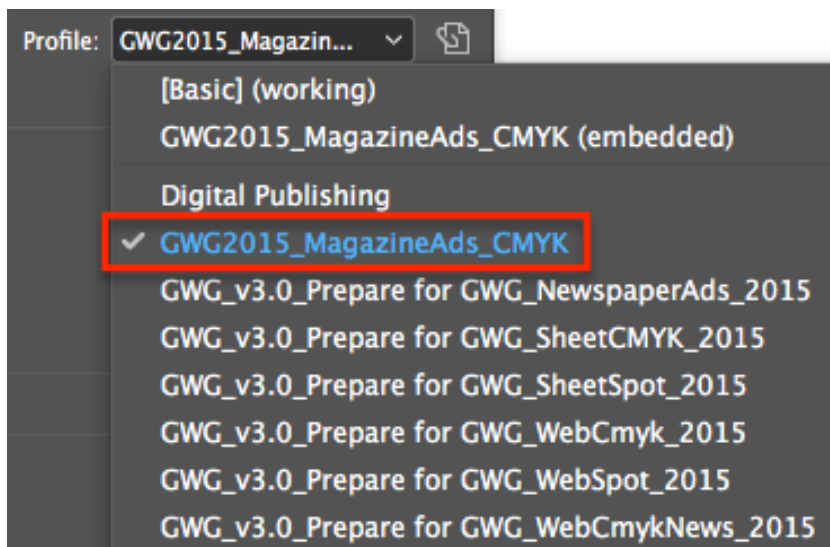 Profile: GWG2015_Magazin...
[Basic] (working)
GWG2015_MagazineAds_CMYK (embedded)
Digital Publishing
GWG2015_MagazineAds_CMYK
GWG_v3.0_Prepare for GWG_NewspaperAds_2015
GWG_v3.0_Prepare for GWG_SheetCMYK_2015
GWG_v3.0_Prepare for GWG_SheetSpot_2015
GWG_v3.0_Prepare for GWG_WebCmyk_2015
GWG_v3.0_Prepare for GWG_WebSpot_2015
GWG_v3.0_Prepare for GWG_WebCmykNews_2015